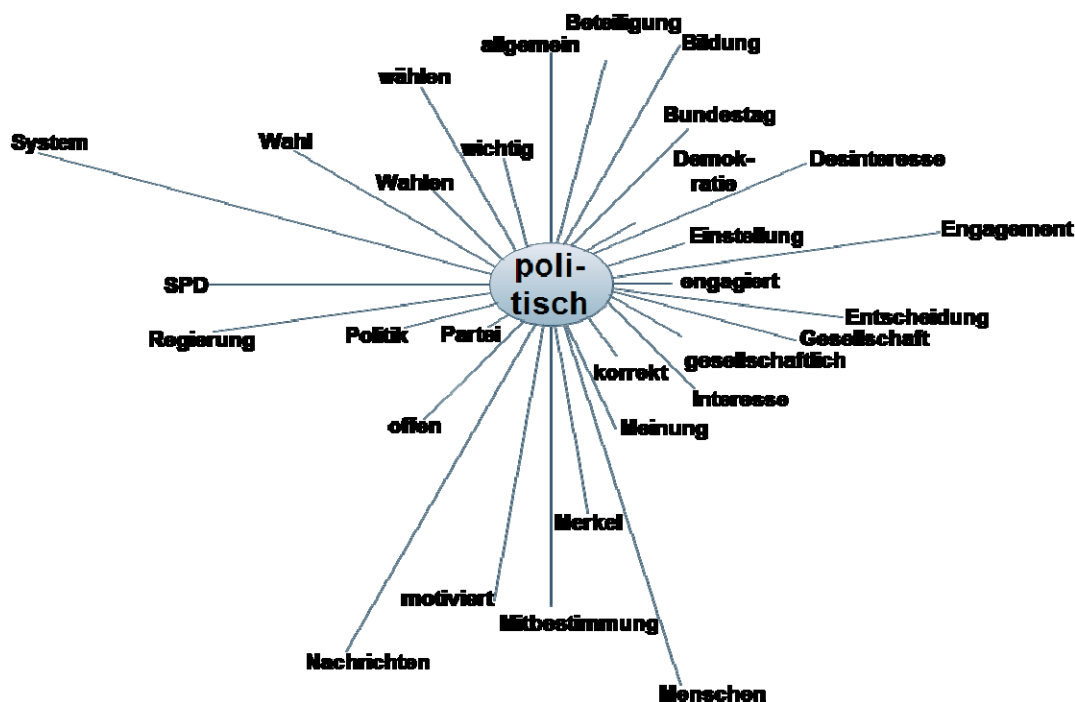 Beteiligung
allgemein
Bildung
wählen
Bundestag
System
Wahl
wichtig
Demok-
ratie
Desinteresse
Wahlen
Einstellung
Engagement
poli-
tisch
SPD
engagiert
Regierung
Politik
Partei
Entscheidung
Gesellschaft
gesellschaftlich
korrekt
Interesse
offen
Meinung
Merkel
motiviert
Mitbestimmung
Nachrichten
Menschen